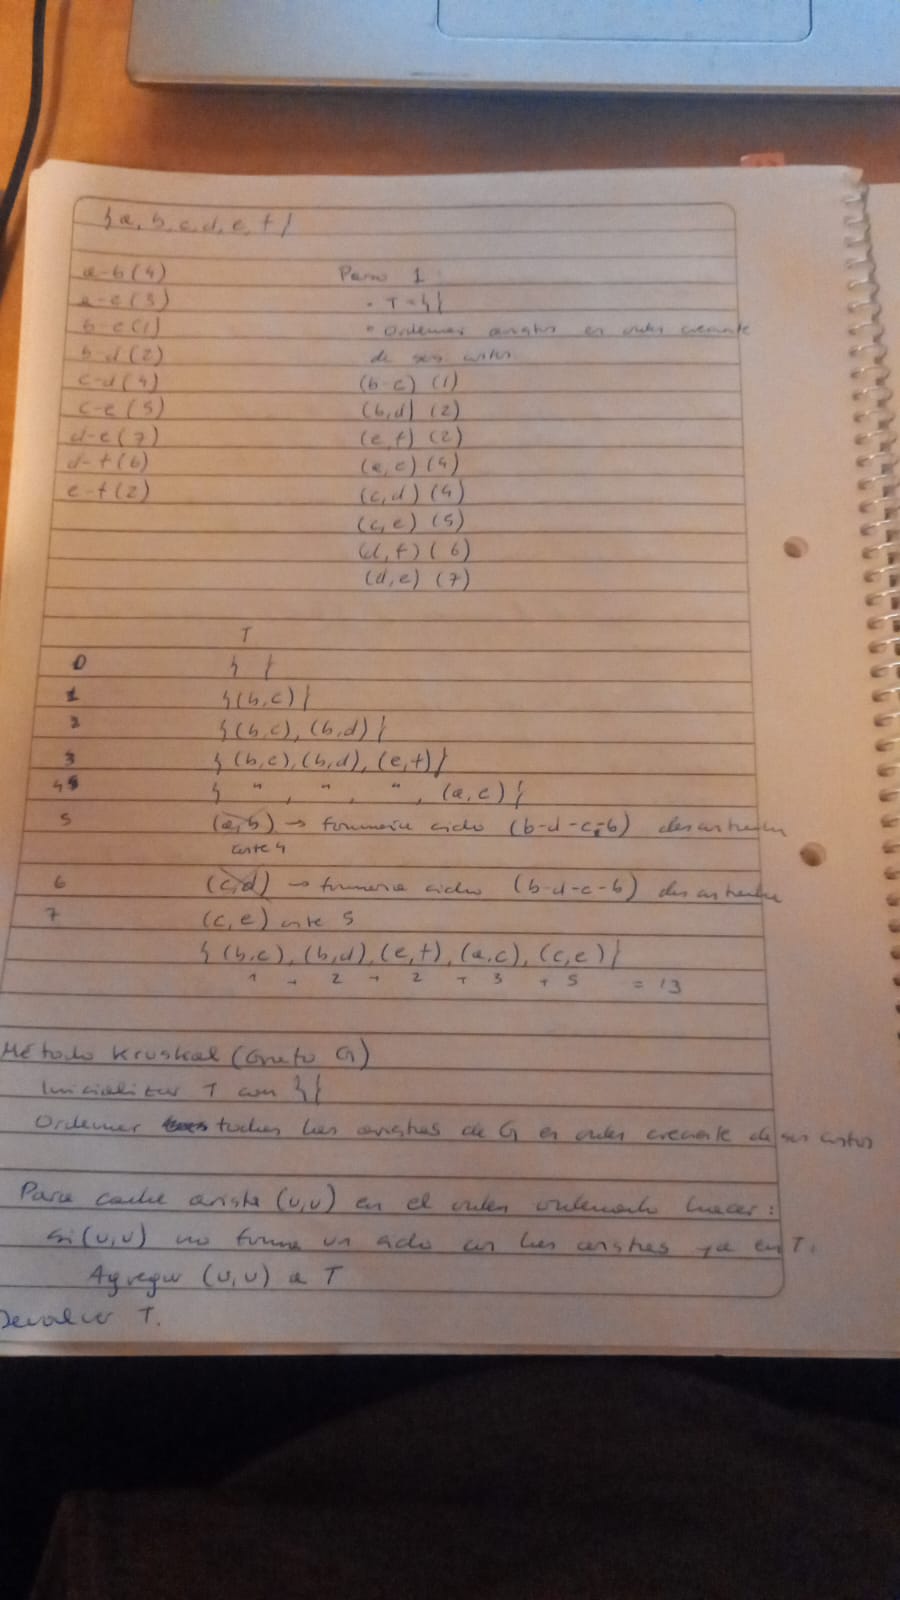 {a, b, c, d, e, f}
a-b (4)
a-c (3)
b-c (1)
b-d (2)
c-d (4)
c-e (5)
d-e (7)
d-f (6)
e-f (2)
Paso 1
• T = {}
• Ordenar aristas en orden creciente
de sus costos
(b-c) (1)
(b,d) (2)
(e,f) (2)
(a,c) (4)
(c,d) (4)
(c,e) (5)
(d,f) (6)
(d,e) (7)
T
0 { }
1 {(b,c)}
2 {(b,c), (b,d)}
3 {(b,c), (b,d), (e,f)}
4 { " , " , " , (a,c)}
5 (a,b) → formaría ciclo (b-d-c-b) descartada
coste 4
6 (c,d) → formaría ciclo (b-d-c-b) descartada
7 (c,e) coste 5
{(b,c), (b,d), (e,f), (a,c), (c,e)}
1 + 2 + 2 + 3 + 5 = 13
Método Kruskal (Grafo G)
Inicializar T con {}
Ordenar todas las aristas de G en orden creciente de sus costos
Para cada arista (u,v) en el orden ordenado hacer:
si (u,v) no forma un ciclo con las aristas ya en T.
Agregar (u,v) a T
Devolver T.